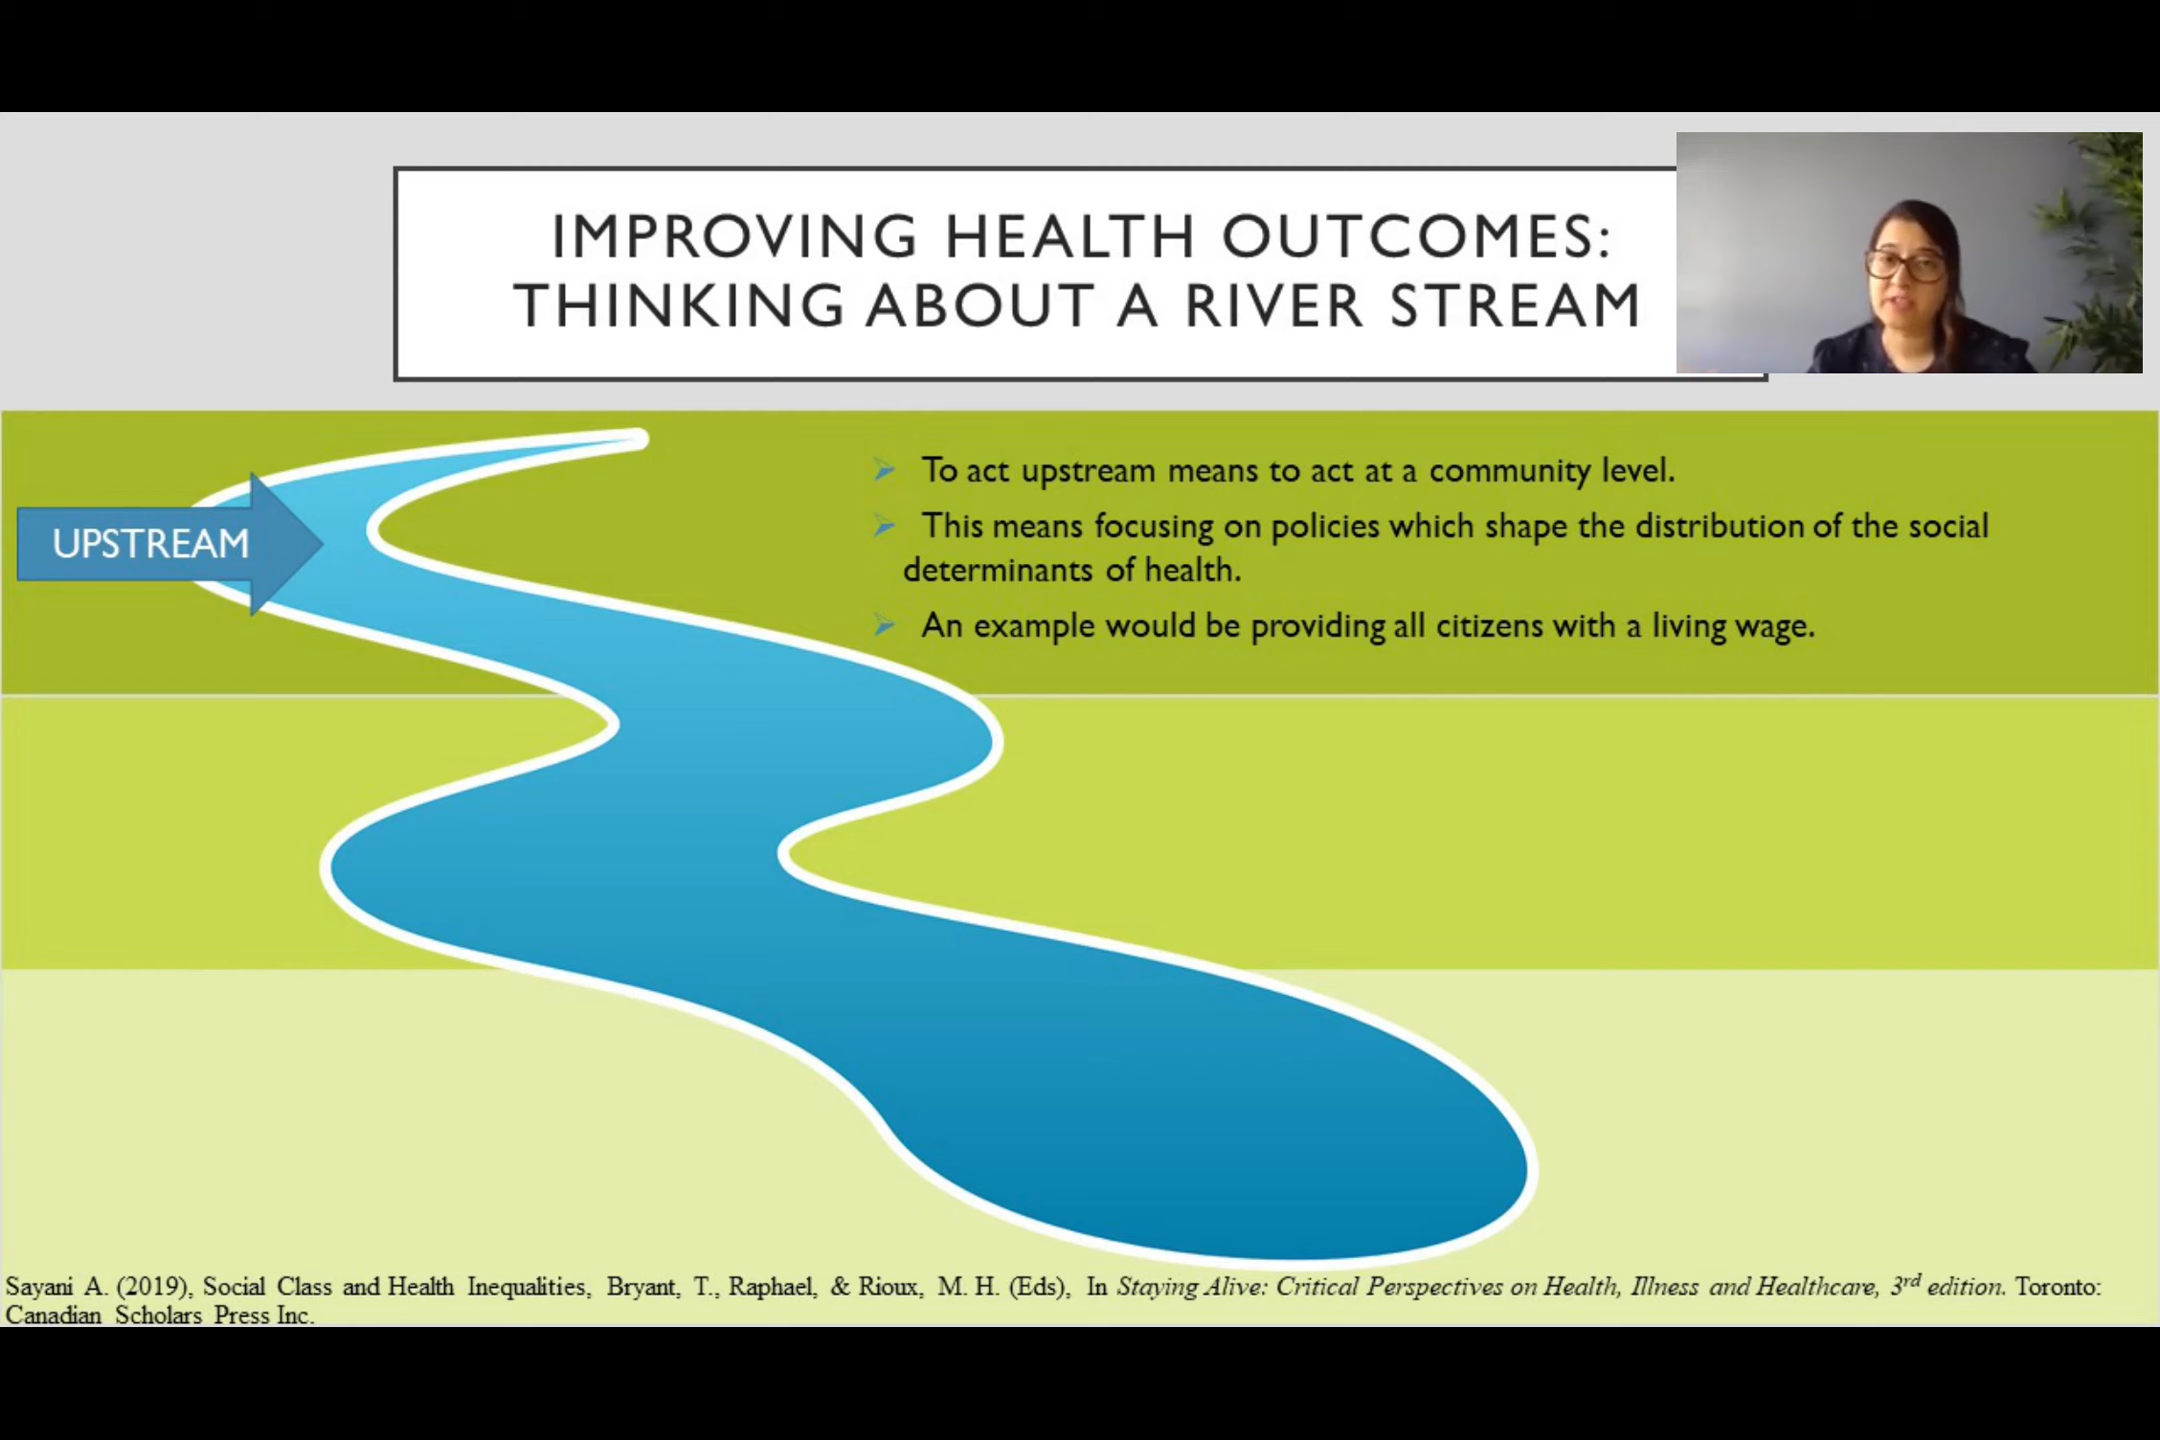 IMPROVING HEALTH OUTCOMES:
THINKING ABOUT A RIVER STREAM
UPSTREAM
To act upstream means to act at a community level.
This means focusing on policies which shape the distribution of the social
determinants of health.
An example would be providing all citizens with a living wage.
Sayani A. (2019), Social Class and Health Inequalities, Bryant, T., Raphael, & Rioux, M. H. (Eds), In Staying Alive: Critical Perspectives on Health, Illness and Healthcare, 3rd edition. Toronto:
Canadian Scholars Press Inc.